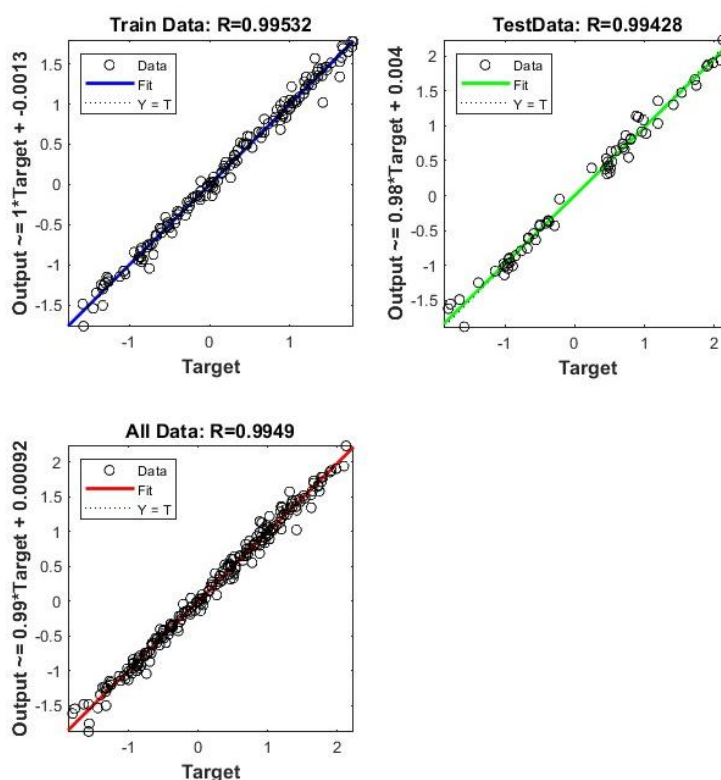 Train Data: R=0.99532
Output ~= 1*Target + -0.0013
1.5
1
0.5
0
-0.5
-1
-1.5
Data
Fit
Y = T
-1
0
1
Target
TestData: R=0.99428
Output ~= 0.98*Target + 0.004
2
1.5
1
0.5
0
-0.5
-1
-1.5
Data
Fit
Y = T
-1
0
1
2
Target
All Data: R=0.9949
Output ~= 0.99*Target + 0.00092
2
1.5
1
0.5
0
-0.5
-1
-1.5
Data
Fit
Y = T
-1
0
1
2
Target